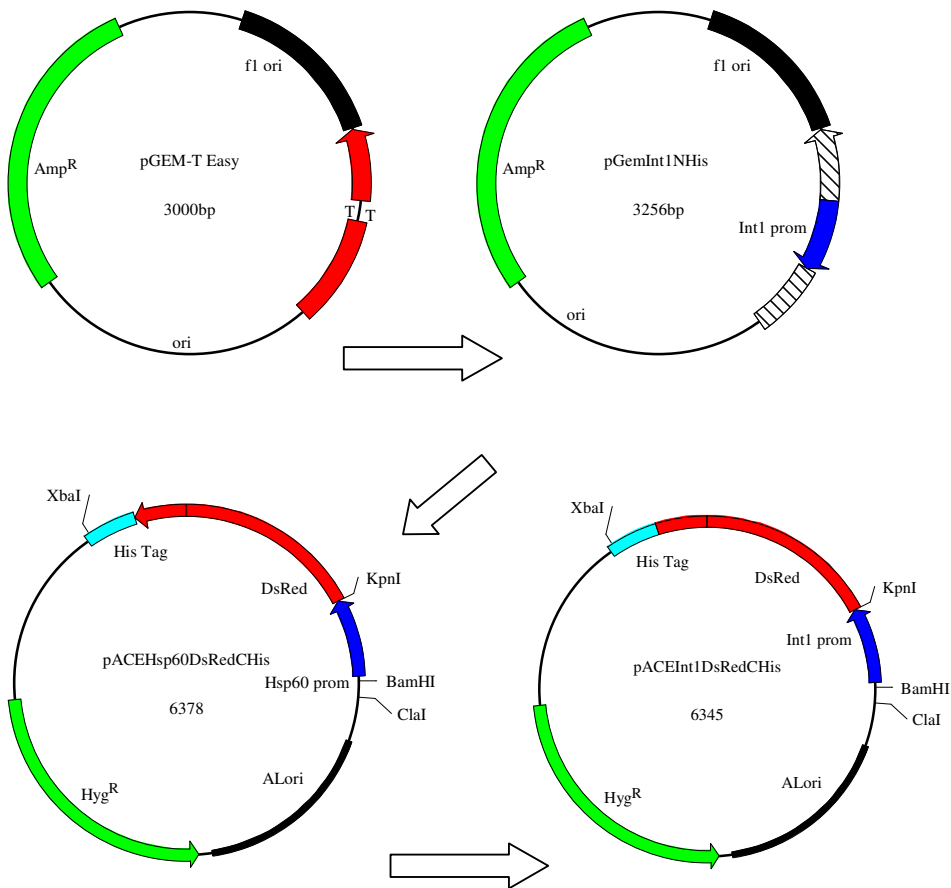 f1 ori
AmpR
pGEM-T Easy
3000bp
T T
ori
f1 ori
AmpR
pGemInt1NHis
3256bp
Int1 prom
ori
XbaI
His Tag
DsRed
KpnI
pACEHsp60DsRedCHis
Hsp60 prom
BamHI
6378
ClaI
ALori
HygR
XbaI
His Tag
DsRed
KpnI
Int1 prom
pACEInt1DsRedCHis
BamHI
6345
ClaI
ALori
HygR